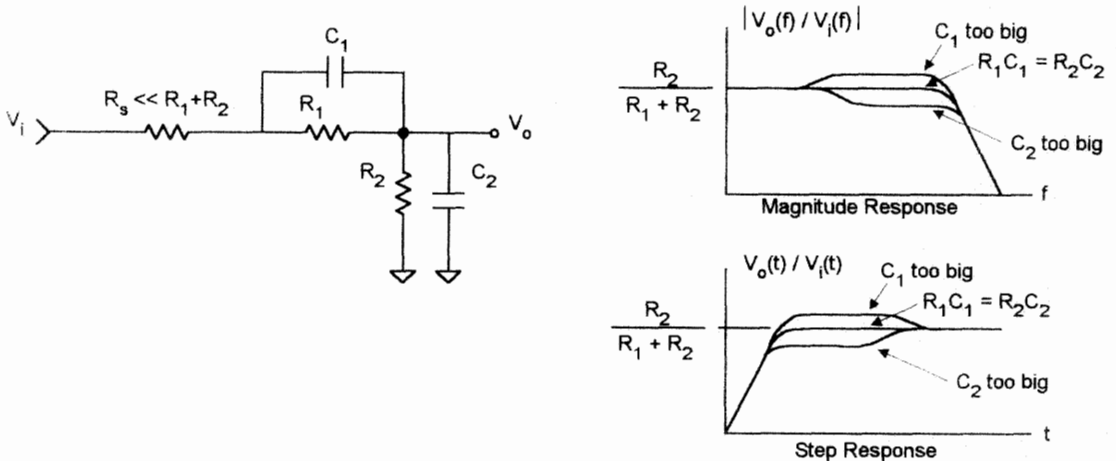 C₁
Rₛ << R₁+R₂
R₁
Vᵢ
Vₒ
R₂
C₂
|Vₒ(f) / Vᵢ(f)|
C₁ too big
R₁C₁ = R₂C₂
R₂
R₁ + R₂
C₂ too big
f
Magnitude Response
Vₒ(t) / Vᵢ(t)
C₁ too big
R₁C₁ = R₂C₂
R₂
R₁ + R₂
C₂ too big
t
Step Response